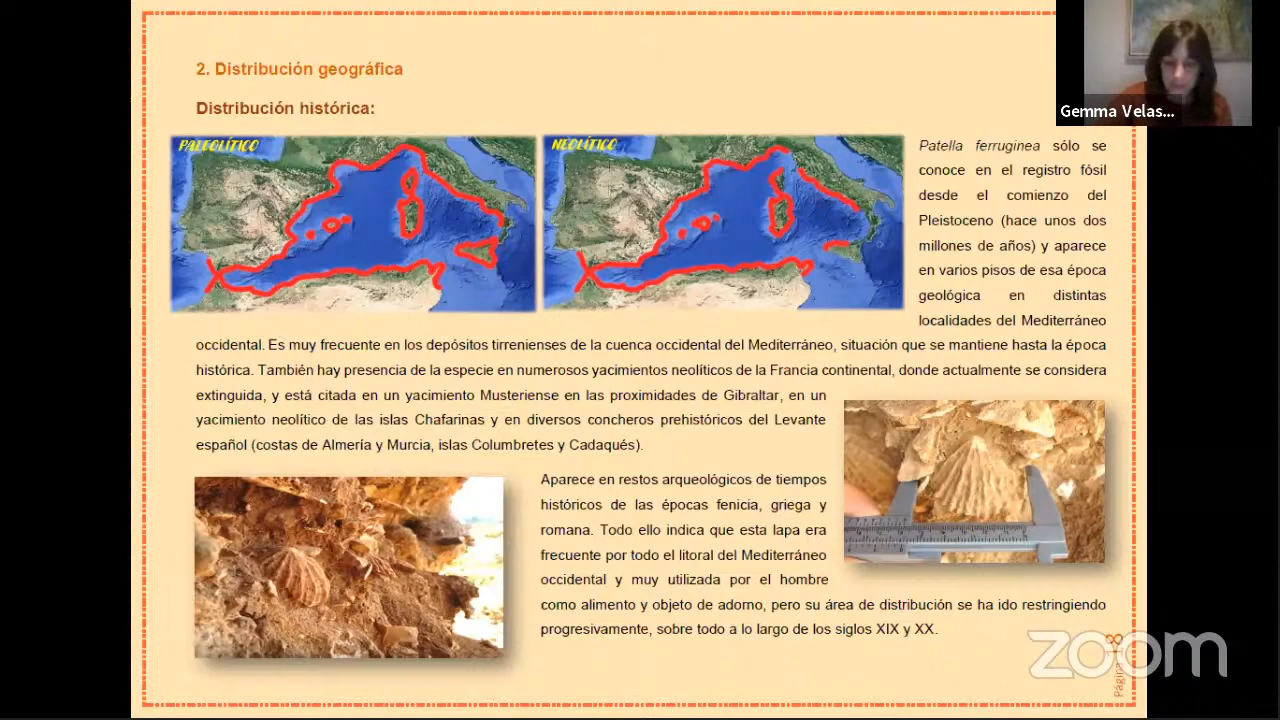 2. Distribución geográfica
Distribución histórica:
PALEOLÍTICO
NEOLÍTICO
Patella ferruginea sólo se
conoce en el registro fósil
desde el comienzo del
Pleistoceno (hace unos dos
millones de años) y aparece
en varios pisos de esa época
geológica en distintas
localidades del Mediterráneo
occidental. Es muy frecuente en los depósitos tirrenienses de la cuenca occidental del Mediterráneo, situación que se mantiene hasta la época
histórica. También hay presencia de la especie en numerosos yacimientos neolíticos de la Francia continental, donde actualmente se considera
extinguida, y está citada en un yacimiento Musteriense en las proximidades de Gibraltar, en un
yacimiento neolítico de las islas Chafarinas y en diversos concheros prehistóricos del Levante
español (costas de Almería y Murcia, islas Columbretes y Cadaqués).
Aparece en restos arqueológicos de tiempos
históricos de las épocas fenicia, griega y
romana. Todo ello indica que esta lapa era
frecuente por todo el litoral del Mediterráneo
occidental y muy utilizada por el hombre
como alimento y objeto de adorno, pero su área de distribución se ha ido restringiendo
progresivamente, sobre todo a lo largo de los siglos XIX y XX.
Página 18
Gemma Velas...
zoom